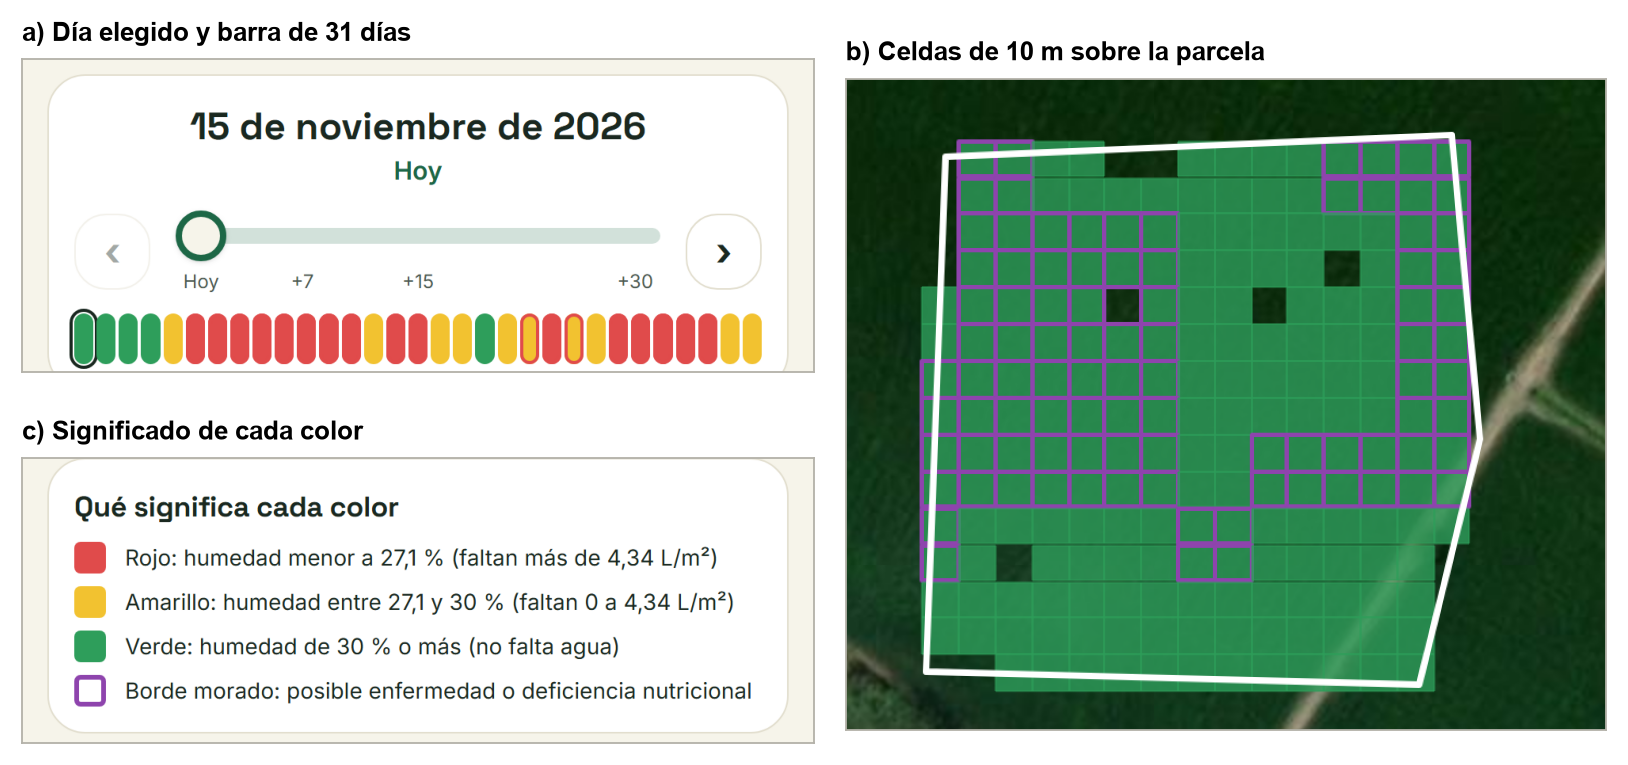 a) Día elegido y barra de 31 días
15 de noviembre de 2026
Hoy
‹
›
Hoy
+7
+15
+30
c) Significado de cada color
Qué significa cada color
Rojo: humedad menor a 27,1 % (faltan más de 4,34 L/m²)
Amarillo: humedad entre 27,1 y 30 % (faltan 0 a 4,34 L/m²)
Verde: humedad de 30 % o más (no falta agua)
Borde morado: posible enfermedad o deficiencia nutricional
b) Celdas de 10 m sobre la parcela